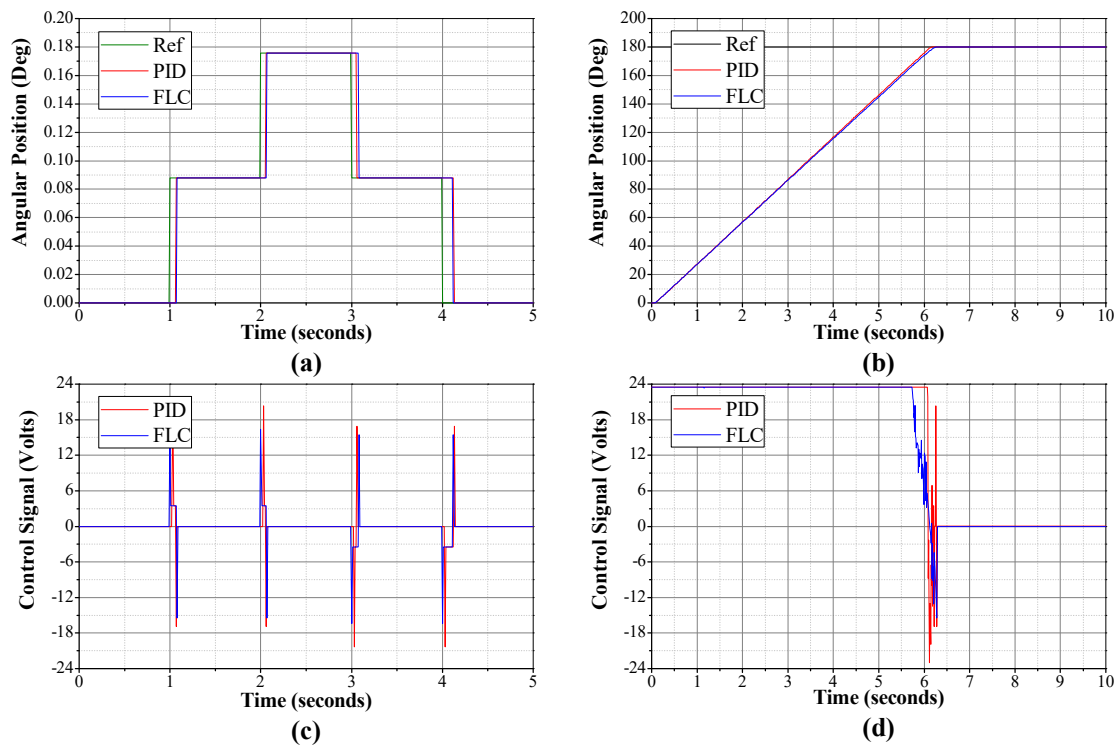 0.20
0.18
0.16
0.14
0.12
0.10
0.08
0.06
0.04
0.02
0.00
Angular Position (Deg)
Ref
PID
FLC
0 1 2 3 4 5
Time (seconds)
(a)
200
180
160
140
120
100
80
60
40
20
0
Angular Position (Deg)
Ref
PID
FLC
0 1 2 3 4 5 6 7 8 9 10
Time (seconds)
(b)
24
18
12
6
0
-6
-12
-18
-24
Control Signal (Volts)
PID
FLC
0 1 2 3 4 5
Time (seconds)
(c)
24
18
12
6
0
-6
-12
-18
-24
Control Signal (Volts)
PID
FLC
0 1 2 3 4 5 6 7 8 9 10
Time (seconds)
(d)